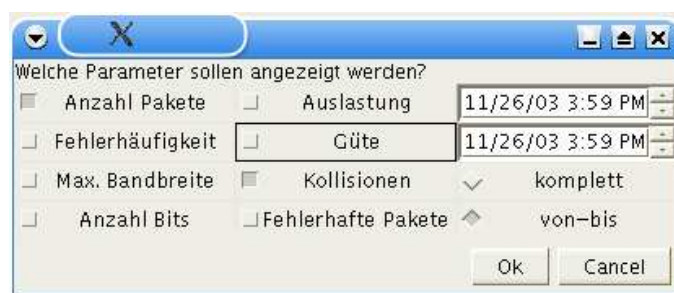 X
Welche Parameter sollen angezeigt werden?
Anzahl Pakete Auslastung 11/26/03 3:59 PM
Fehlerhäufigkeit Güte 11/26/03 3:59 PM
Max. Bandbreite Kollisionen komplett
Anzahl Bits Fehlerhafte Pakete von-bis
Ok Cancel